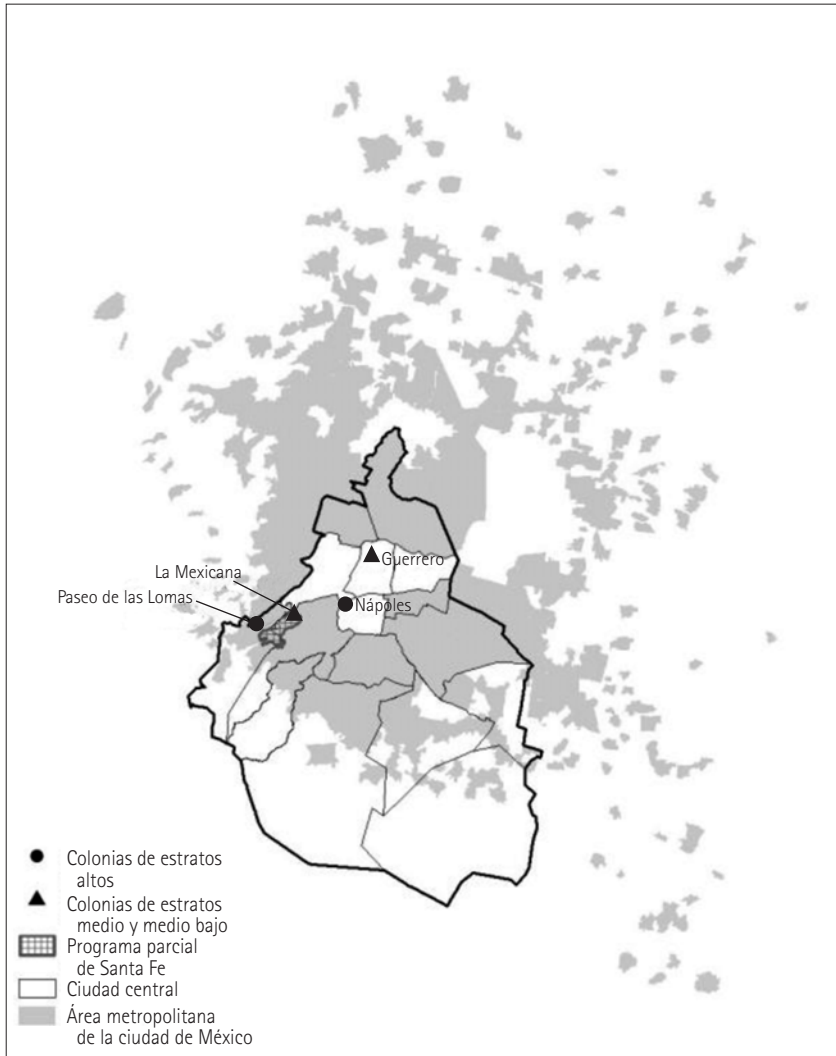 Guerrero
La Mexicana
Paseo de las Lomas
Nápoles
Colonias de estratos
altos
Colonias de estratos
medio y medio bajo
Programa parcial
de Santa Fe
Ciudad central
Área metropolitana
de la ciudad de México